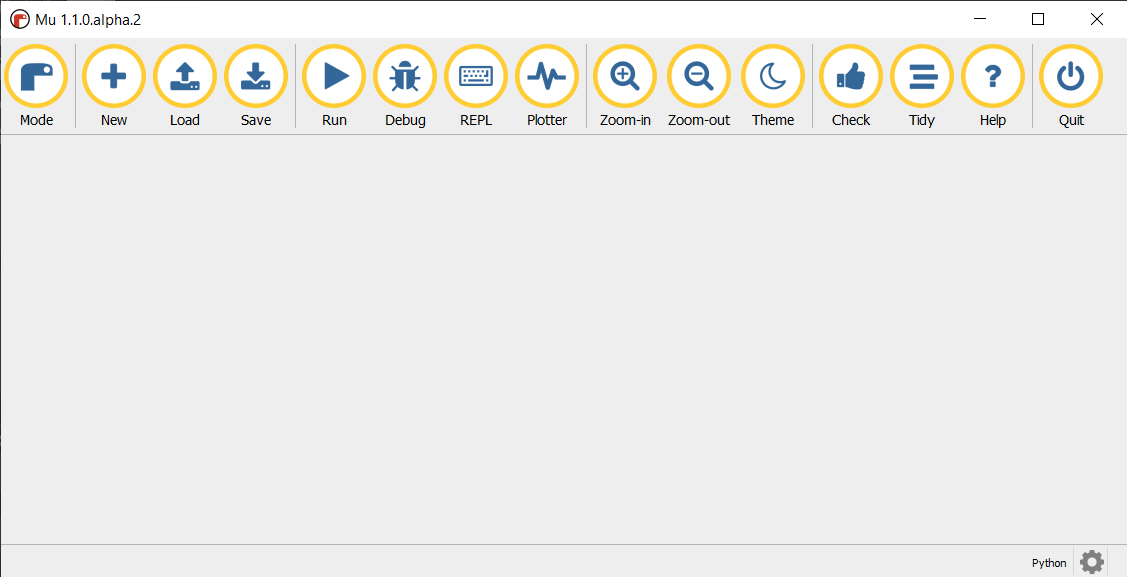 Mu 1.1.0.alpha.2
Mode New Load Save Run Debug REPL Plotter Zoom-in Zoom-out Theme Check Tidy Help Quit
Python